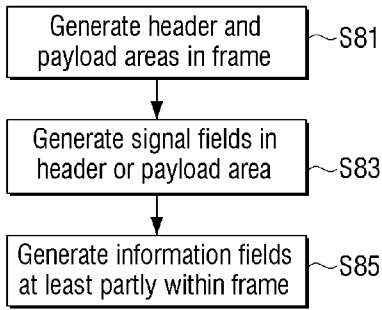 Generate header and
payload areas in frame
S81
Generate signal fields in
header or payload area
S83
Generate information fields
at least partly within frame
S85